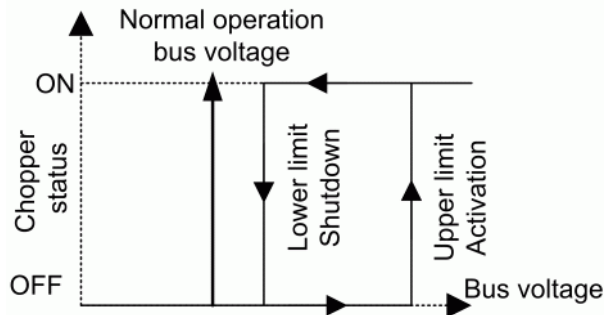 Normal operation
bus voltage
ON
Chopper
status
Lower limit
Shutdown
Upper limit
Activation
OFF
Bus voltage